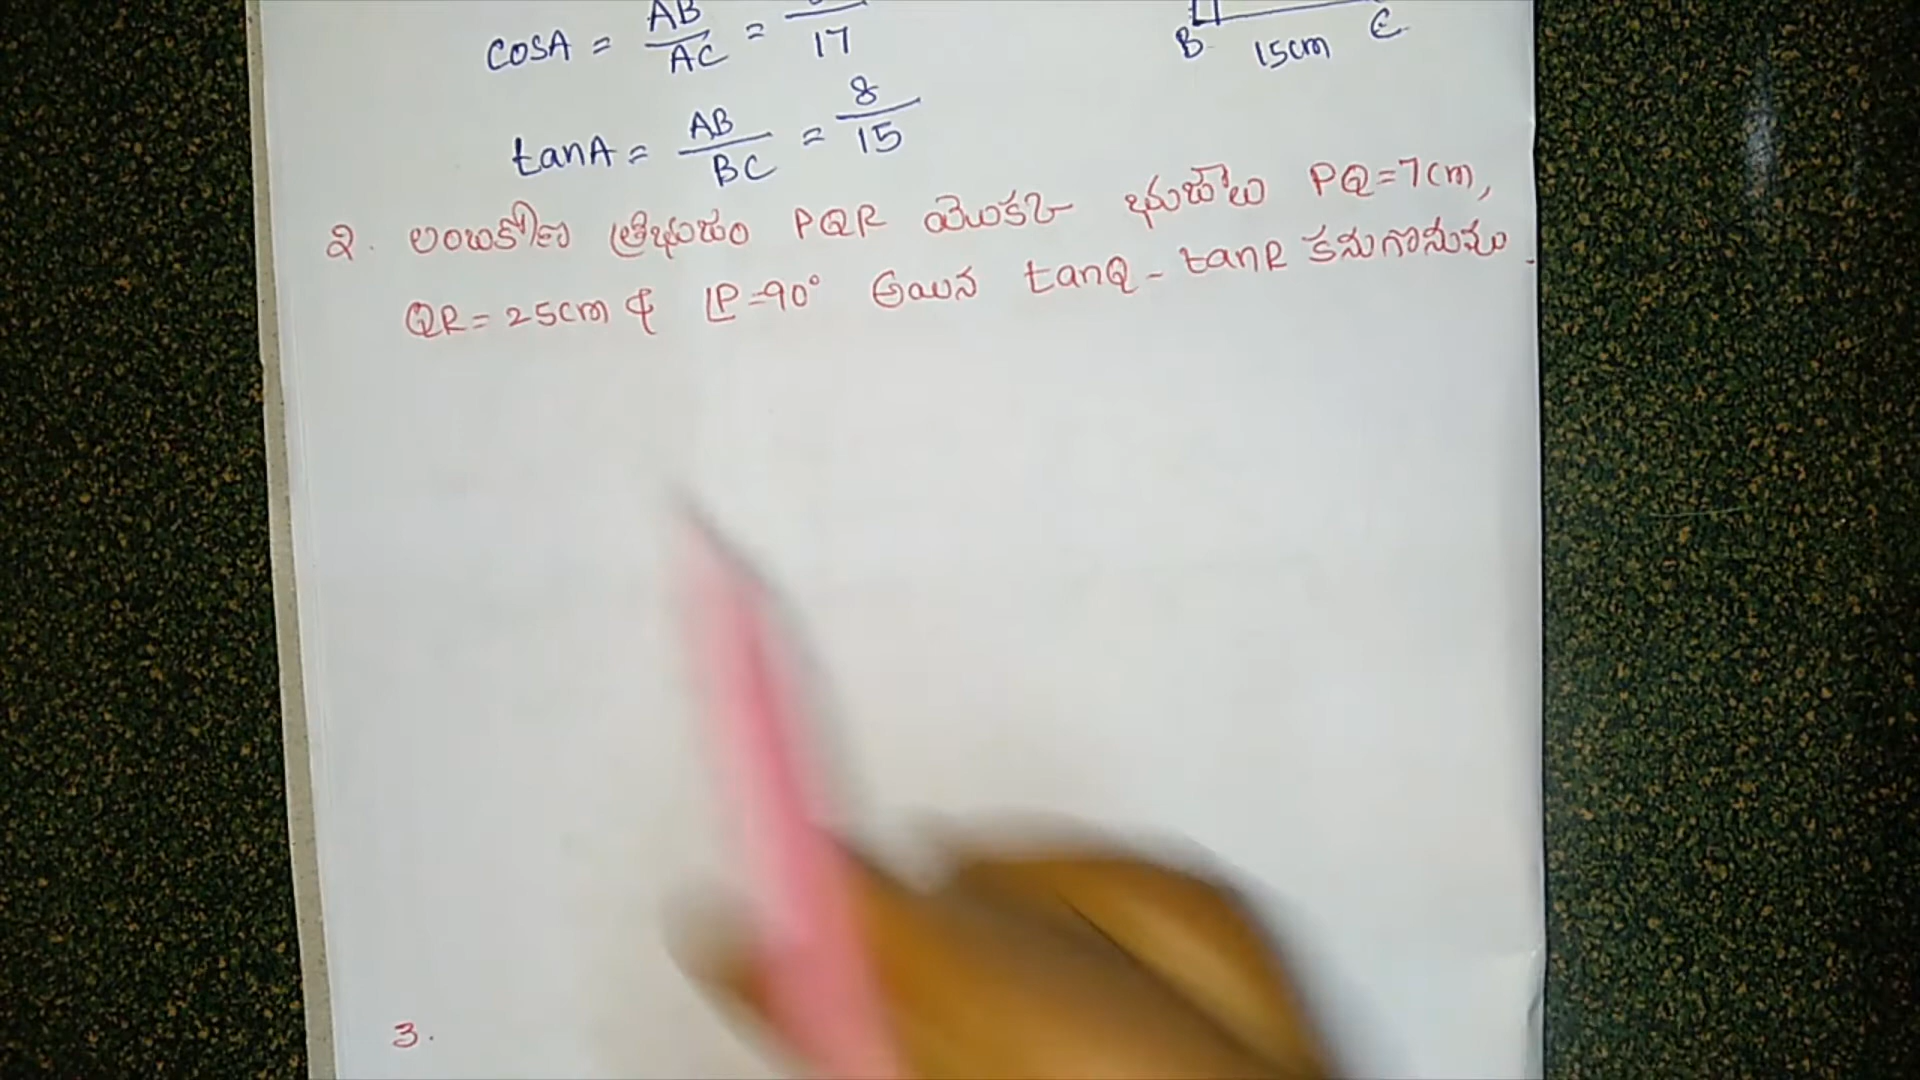 cosA = AB/AC = /17
B 15cm C
tanA = AB/BC = 8/15
2. లంబకోణ త్రిభుజం PQR యొక్క భుజాలు PQ=7cm,
QR = 25cm & ∠P=90° అయిన tanQ - tanR కనుగొనుము.
3.